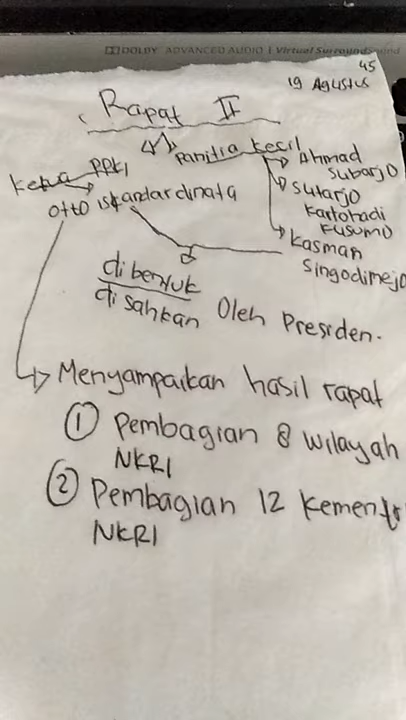 DOLBY ADVANCED AUDIO | Virtual Surround Sound
45
19 Agustus
Rapat II
Panitia kecil
Ahmad
Subarjo
Ketua PPKI
Sutarjo
Kartohadi
Kusumo
Otto iskandardinata
Kasman
Singodimejo
dibentuk
disahkan
Oleh Presiden.
Menyampaikan hasil rapat
① Pembagian 8 wilayah
NKRI
② Pembagian 12 Kementr
NKRI